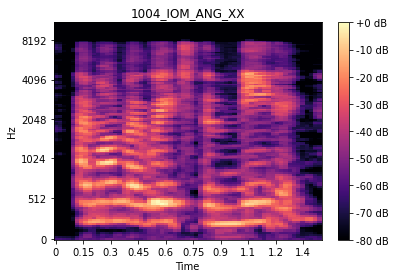 1004_IOM_ANG_XX
+0 dB
8192
-10 dB
4096
-20 dB
-30 dB
2048
Hz
-40 dB
1024
-50 dB
512
-60 dB
-70 dB
0
-80 dB
0 0.15 0.3 0.45 0.6 0.75 0.9 1.1 1.2 1.4
Time